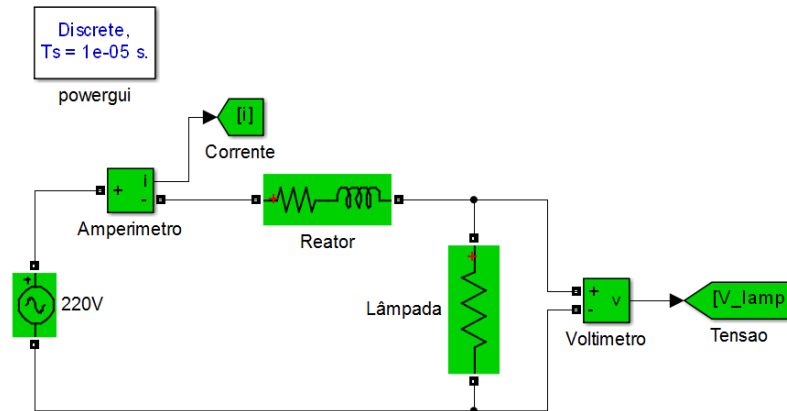 Discrete,
Ts = 1e-05 s.
powergui
[i]
Corrente
+
i
-
Amperimetro
+
Reator
+
220V
+
Lâmpada
+
-
v
Voltimetro
[V_lamp
Tensao